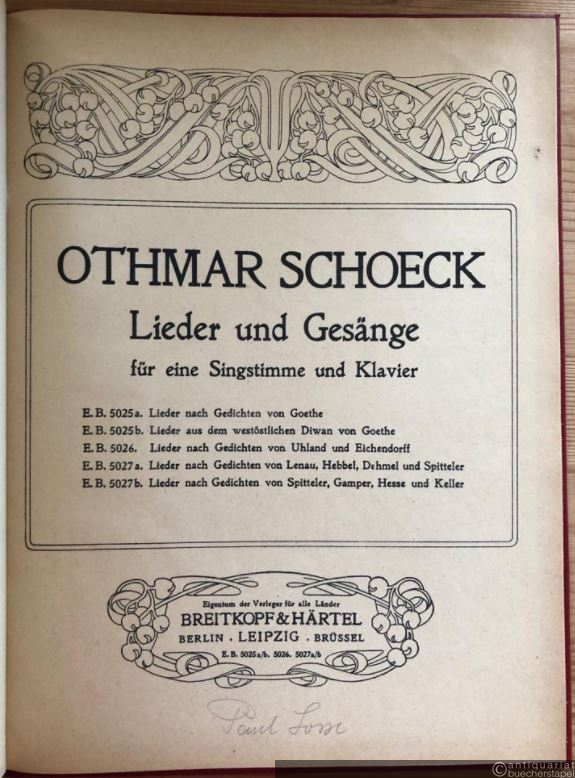 OTHMAR SCHOECK
Lieder und Gesänge
für eine Singstimme und Klavier
E. B. 5025a. Lieder nach Gedichten von Goethe
E. B. 5025b. Lieder aus dem westöstlichen Diwan von Goethe
E. B. 5026. Lieder nach Gedichten von Uhland und Eichendorff
E. B. 5027a. Lieder nach Gedichten von Lenau, Hebbel, Dehmel und Spitteler
E. B. 5027b. Lieder nach Gedichten von Spitteler, Gamper, Hesse und Keller
Eigentum der Verleger für alle Länder
BREITKOPF & HÄRTEL
BERLIN · LEIPZIG · BRÜSSEL
E. B. 5025a/b. 5026. 5027a/b
Paul
©antiquariat
buecherstapel